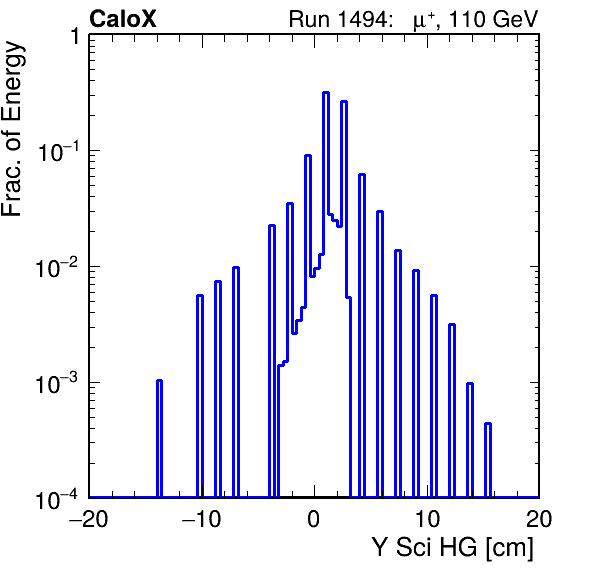 CaloX Run 1494: μ⁺, 110 GeV
Frac. of Energy
1
10⁻¹
10⁻²
10⁻³
10⁻⁴
−20 −10 0 10 20
Y Sci HG [cm]